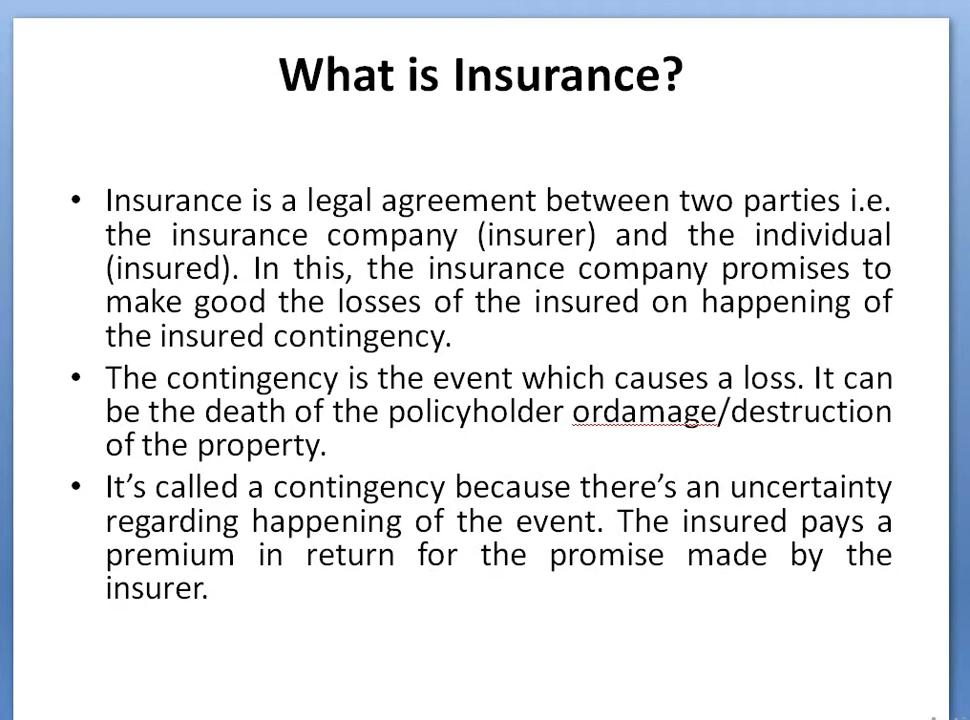 What is Insurance?
• Insurance is a legal agreement between two parties i.e.
the insurance company (insurer) and the individual
(insured). In this, the insurance company promises to
make good the losses of the insured on happening of
the insured contingency.
• The contingency is the event which causes a loss. It can
be the death of the policyholder ordamage/destruction
of the property.
• It’s called a contingency because there’s an uncertainty
regarding happening of the event. The insured pays a
premium in return for the promise made by the
insurer.